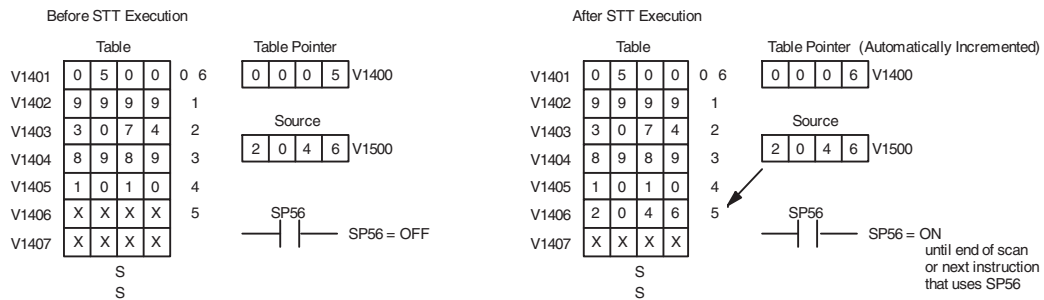 Before STT Execution
Table
Table Pointer
V1401 0 5 0 0 0 6
0 0 0 5 V1400
V1402 9 9 9 9 1
V1403 3 0 7 4 2
Source
V1404 8 9 8 9 3
2 0 4 6 V1500
V1405 1 0 1 0 4
V1406 X X X X 5
SP56
SP56 = OFF
V1407 X X X X
S
S
After STT Execution
Table
Table Pointer (Automatically Incremented)
V1401 0 5 0 0 0 6
0 0 0 6 V1400
V1402 9 9 9 9 1
V1403 3 0 7 4 2
Source
V1404 8 9 8 9 3
2 0 4 6 V1500
V1405 1 0 1 0 4
V1406 2 0 4 6 5
SP56
SP56 = ON
until end of scan
or next instruction
that uses SP56
V1407 X X X X
S
S